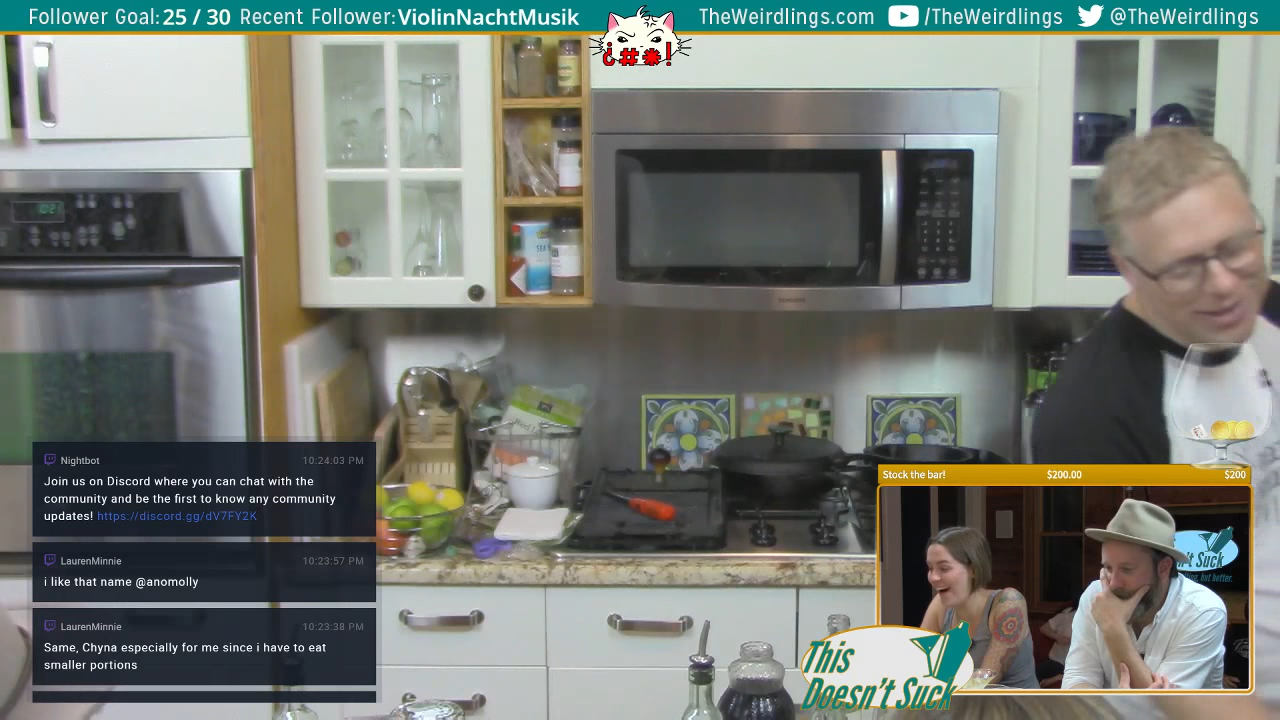 Follower Goal: 25 / 30 Recent Follower: ViolinNachtMusik
¿#✱!
TheWeirdlings.com /TheWeirdlings @TheWeirdlings
Nightbot 10:24:03 PM
Join us on Discord where you can chat with the
community and be the first to know any community
updates! https://discord.gg/dV7FY2K
LaurenMinnie 10:23:57 PM
i like that name @anomolly
LaurenMinnie 10:23:38 PM
Same, Chyna especially for me since i have to eat
smaller portions
Stock the bar! $200.00 $200
n't Suck
This
Doesn't Suck